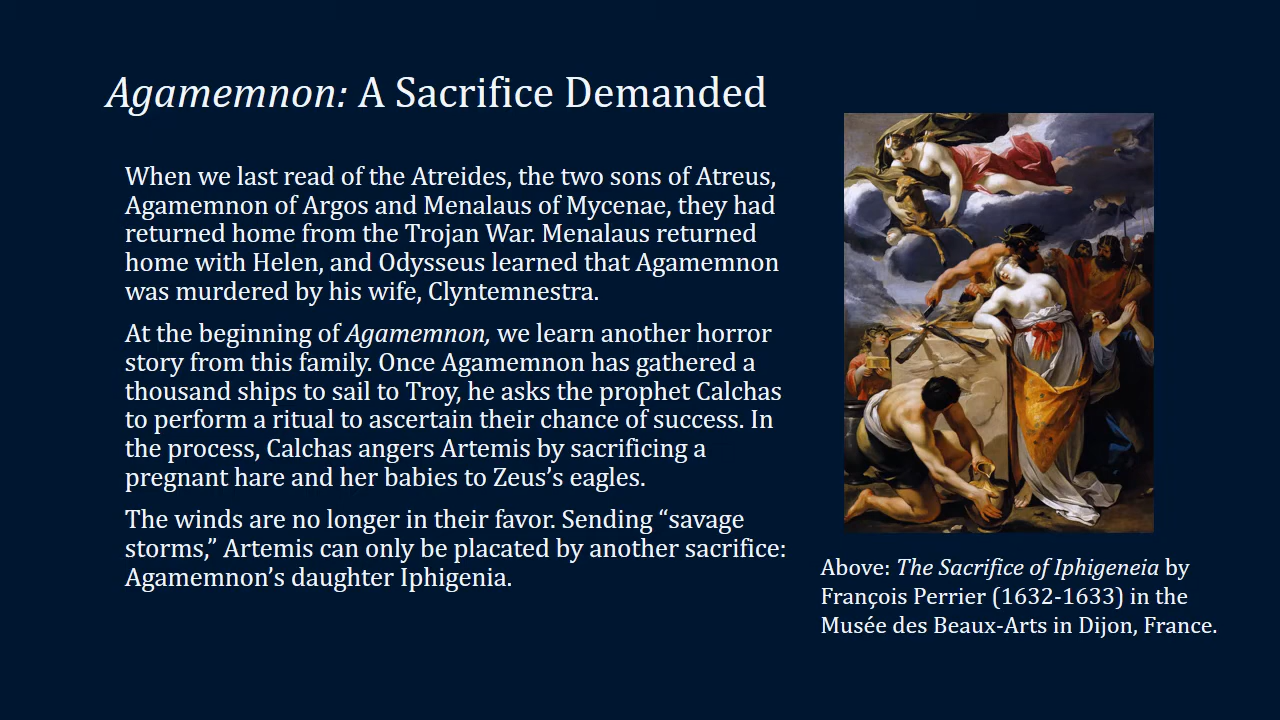 Agamemnon: A Sacrifice Demanded
When we last read of the Atreides, the two sons of Atreus,
Agamemnon of Argos and Menalaus of Mycenae, they had
returned home from the Trojan War. Menalaus returned
home with Helen, and Odysseus learned that Agamemnon
was murdered by his wife, Clyntemnestra.
At the beginning of Agamemnon, we learn another horror
story from this family. Once Agamemnon has gathered a
thousand ships to sail to Troy, he asks the prophet Calchas
to perform a ritual to ascertain their chance of success. In
the process, Calchas angers Artemis by sacrificing a
pregnant hare and her babies to Zeus’s eagles.
The winds are no longer in their favor. Sending “savage
storms,” Artemis can only be placated by another sacrifice:
Agamemnon’s daughter Iphigenia.
Above: The Sacrifice of Iphigeneia by
François Perrier (1632-1633) in the
Musée des Beaux-Arts in Dijon, France.